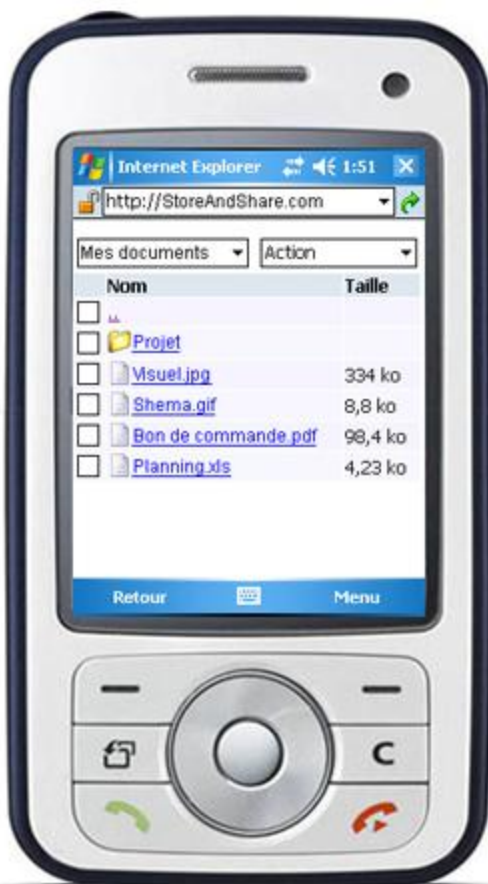 Internet Explorer 1:51
http://StoreAndShare.com
Mes documents Action
Nom Taille
..
Projet
Visuel.jpg 334 ko
Shema.gif 8,8 ko
Bon de commande.pdf 98,4 ko
Planning.xls 4,23 ko
Retour Menu
C